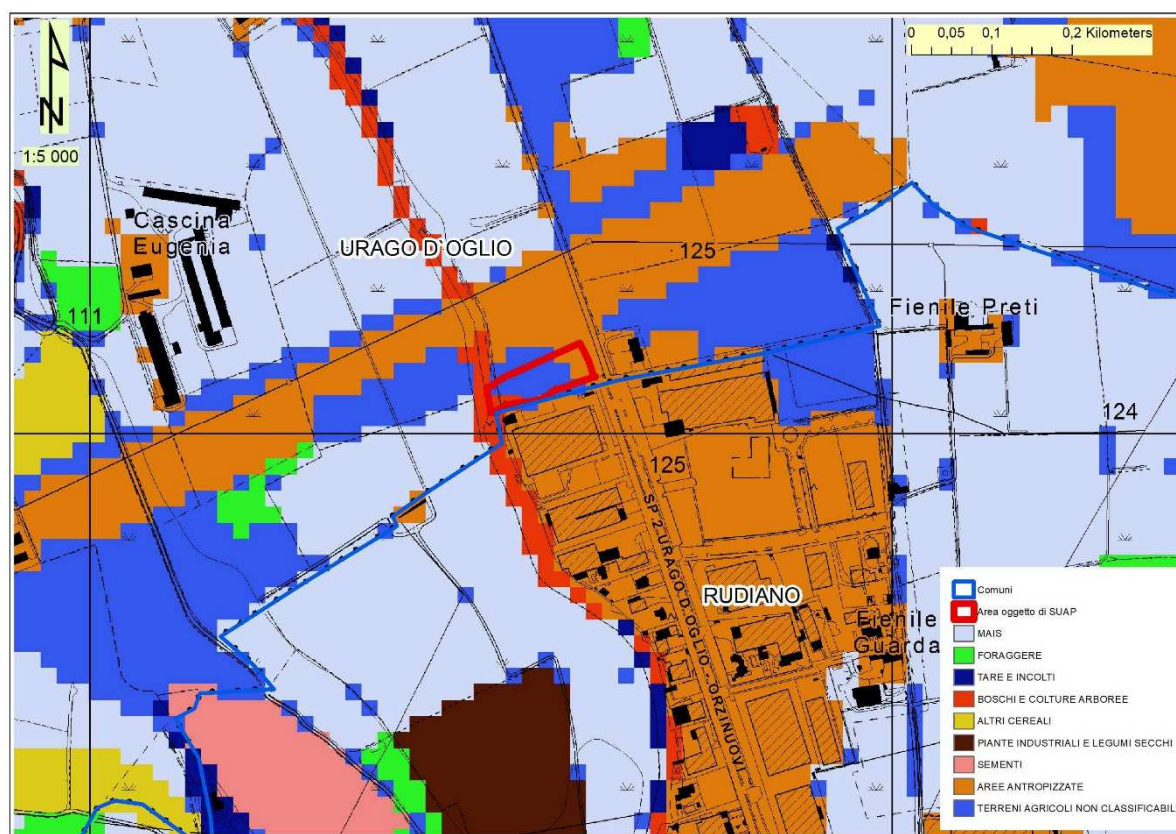 0 0,05 0,1 0,2 Kilometers
N
1:5 000
Cascina
Eugenia
URAGO D'OGLIO
125
111
Fienile Preti
124
125
SP 2 URAGO D'OGLIO - ORZINUOVI
RUDIANO
Fienile
Guarda
Comuni
Area oggetto di SUAP
MAIS
FORAGGERE
TARE E INCOLTI
BOSCHI E COLTURE ARBOREE
ALTRI CEREALI
PIANTE INDUSTRIALI E LEGUMI SECCHI
SEMENTI
AREE ANTROPIZZATE
TERRENI AGRICOLI NON CLASSIFICABIL